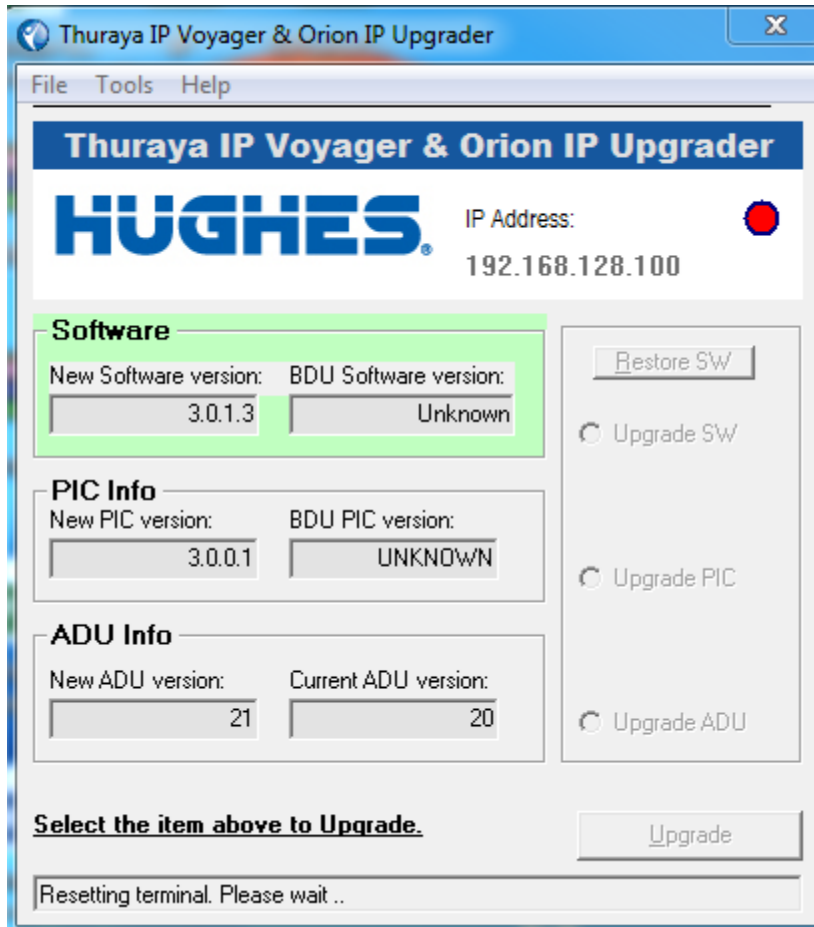 Thuraya IP Voyager & Orion IP Upgrader
File Tools Help
Thuraya IP Voyager & Orion IP Upgrader
HUGHES®
IP Address:
192.168.128.100
Software
New Software version: BDU Software version:
3.0.1.3 Unknown
PIC Info
New PIC version: BDU PIC version:
3.0.0.1 UNKNOWN
ADU Info
New ADU version: Current ADU version:
21 20
Restore SW
Upgrade SW
Upgrade PIC
Upgrade ADU
Select the item above to Upgrade.
Upgrade
Resetting terminal. Please wait ..